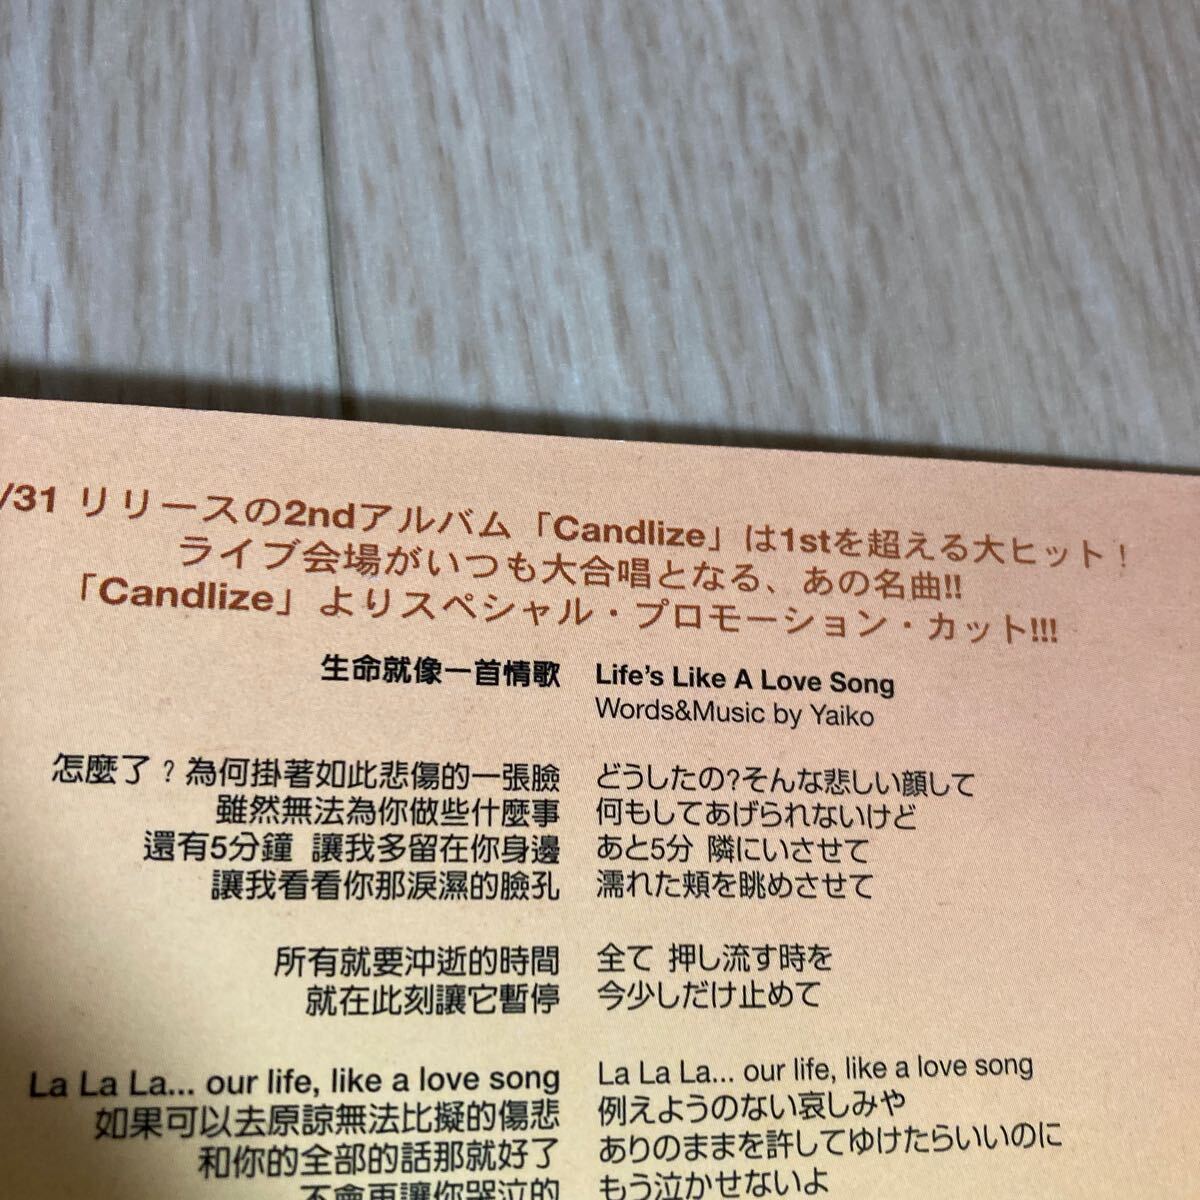 /31 リリースの2ndアルバム「Candlize」は1stを超える大ヒット!
ライブ会場がいつも大合唱となる、あの名曲!!
「Candlize」よりスペシャル・プロモーション・カット!!!
生命就像一首情歌 Life's Like A Love Song
Words&Music by Yaiko
怎麼了？為何掛著如此悲傷的一張臉 どうしたの?そんな悲しい顔して
雖然無法為你做些什麼事 何もしてあげられないけど
還有5分鐘 讓我多留在你身邊 あと5分 隣にいさせて
讓我看看你那淚濕的臉孔 濡れた頬を眺めさせて
所有就要沖逝的時間 全て 押し流す時を
就在此刻讓它暫停 今少しだけ止めて
La La La... our life, like a love song La La La... our life, like a love song
如果可以去原諒無法比擬的傷悲 例えようのない哀しみや
和你的全部的話那就好了 ありのままを許してゆけたらいいのに
不會再讓你哭泣的 もう泣かせないよ